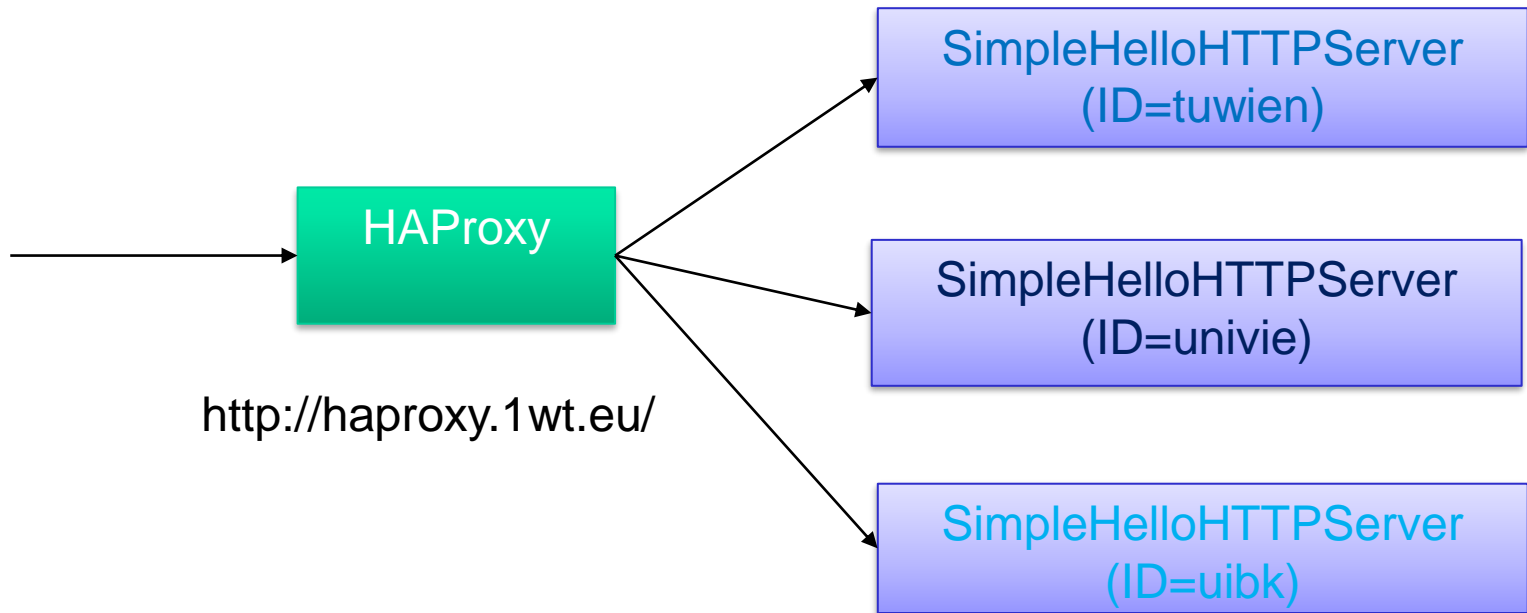 SimpleHelloHTTPServer
(ID=tuwien)
HAProxy
SimpleHelloHTTPServer
(ID=univie)
http://haproxy.1wt.eu/
SimpleHelloHTTPServer
(ID=uibk)